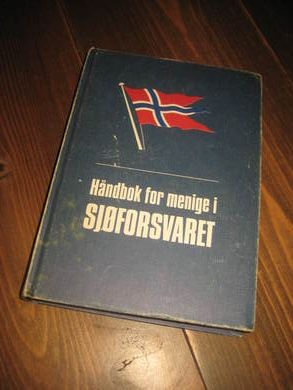 Håndbok for menige i
SJØFORSVARET